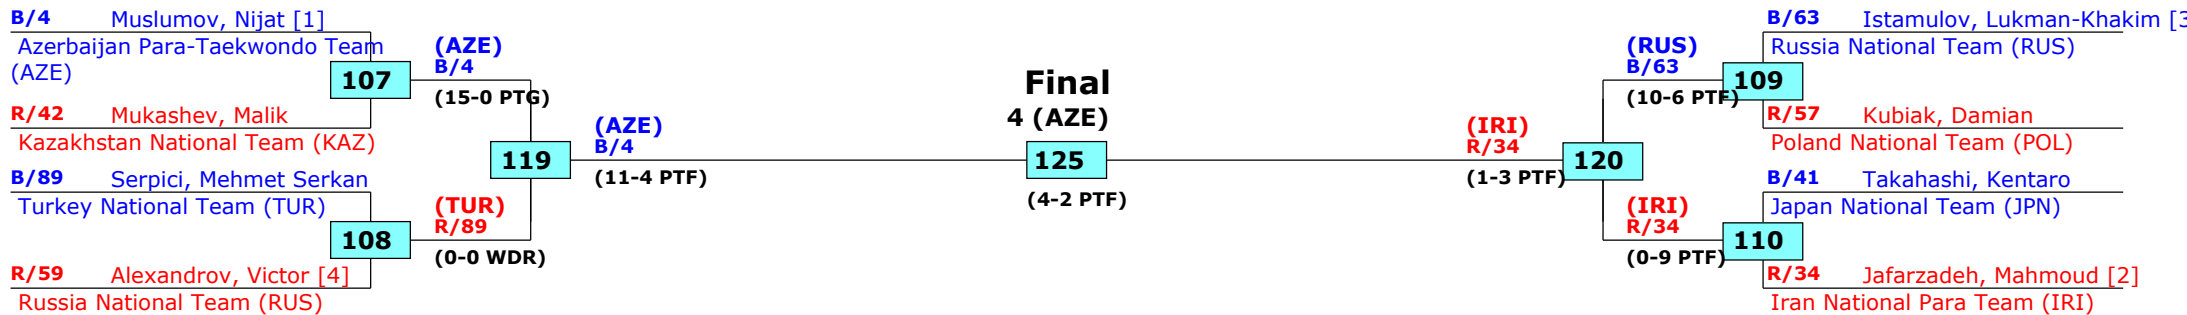 B/4 Muslumov, Nijat [1]
Azerbaijan Para-Taekwondo Team
(AZE)
107
R/42 Mukashev, Malik
Kazakhstan National Team (KAZ)
B/89 Serpici, Mehmet Serkan
Turkey National Team (TUR)
108
R/59 Alexandrov, Victor [4]
Russia National Team (RUS)
(AZE)
B/4
(15-0 PTG)
119
(TUR)
R/89
(0-0 WDR)
(AZE)
B/4
(11-4 PTF)
Final
4 (AZE)
125
(4-2 PTF)
(IRI)
R/34
(1-3 PTF)
120
(RUS)
B/63
(10-6 PTF)
(IRI)
R/34
(0-9 PTF)
B/63 Istamulov, Lukman-Khakim [3
Russia National Team (RUS)
109
R/57 Kubiak, Damian
Poland National Team (POL)
B/41 Takahashi, Kentaro
Japan National Team (JPN)
110
R/34 Jafarzadeh, Mahmoud [2]
Iran National Para Team (IRI)